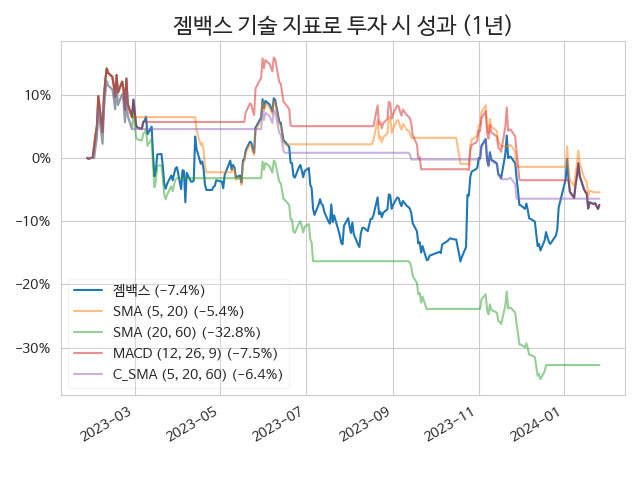 젬백스 기술 지표로 투자 시 성과 (1년)
10%
0%
−10%
−20%
−30%
젬백스 (−7.4%)
SMA (5, 20) (−5.4%)
SMA (20, 60) (−32.8%)
MACD (12, 26, 9) (−7.5%)
C_SMA (5, 20, 60) (−6.4%)
2023−03
2023−05
2023−07
2023−09
2023−11
2024−01